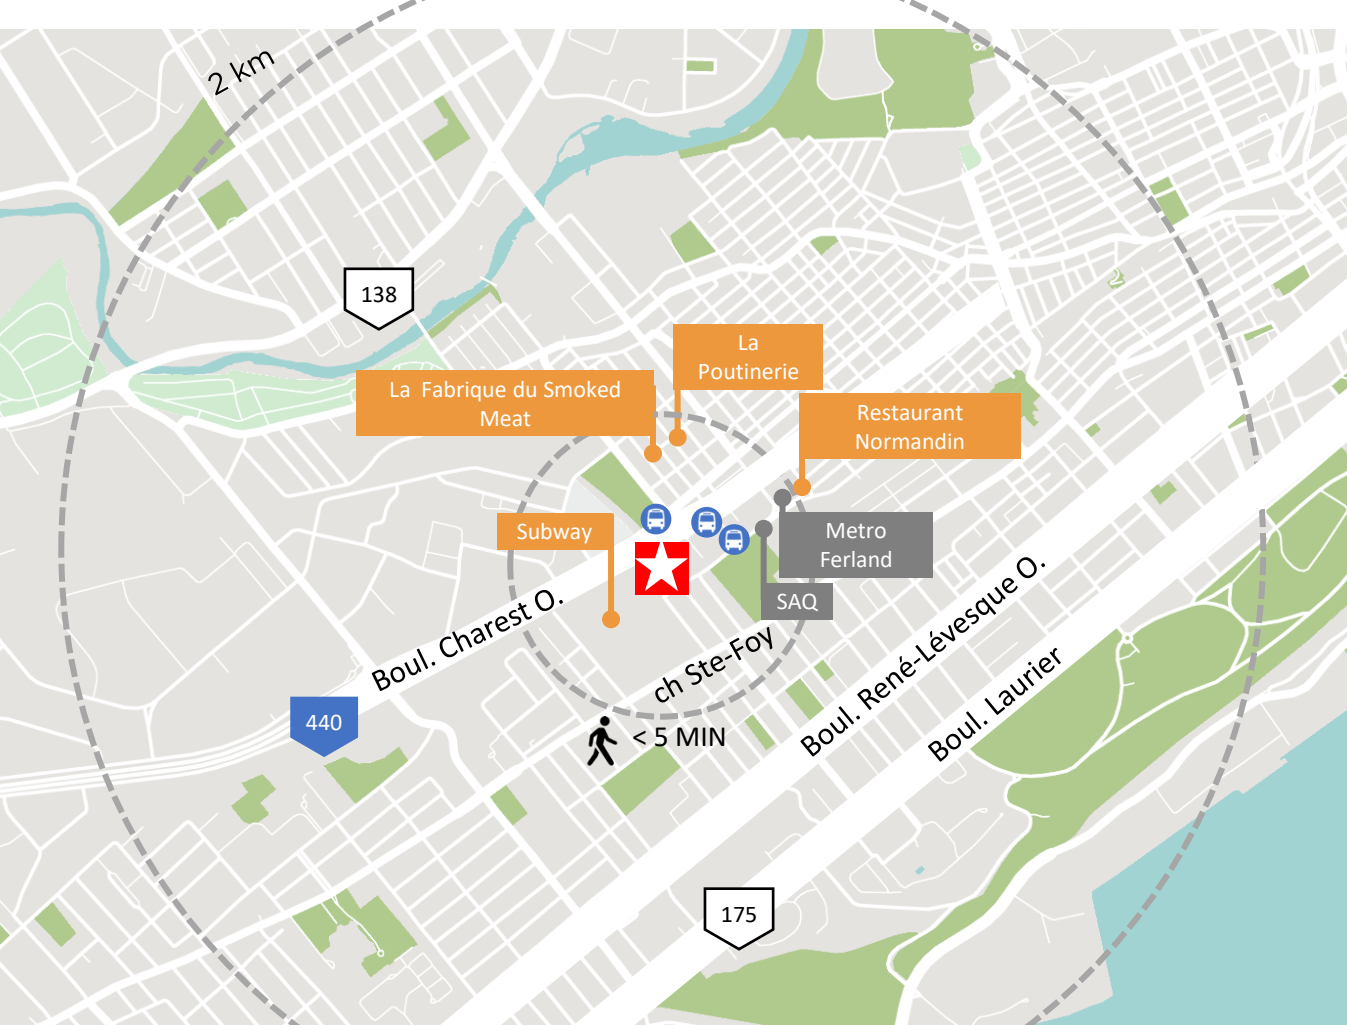 2 km
138
La
Poutinerie
La Fabrique du Smoked
Meat
Restaurant
Normandin
Subway
Metro
Ferland
SAQ
Boul. Charest O.
ch Ste-Foy
Boul. René-Lévesque O.
Boul. Laurier
440
< 5 MIN
175